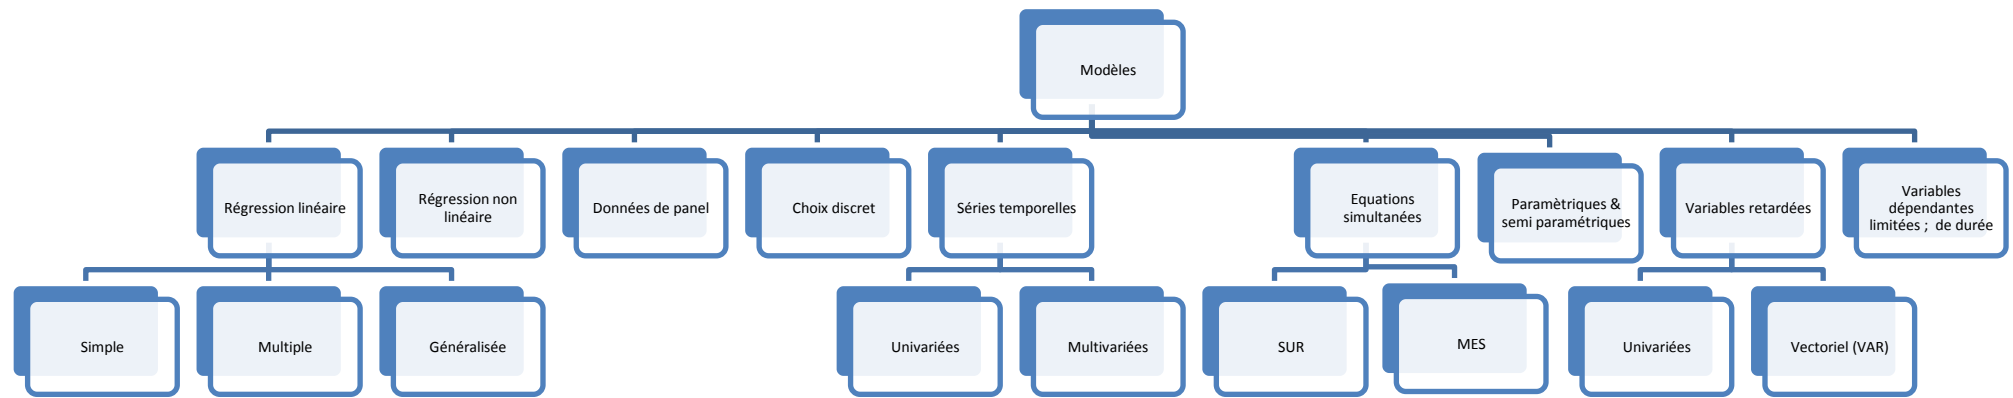 Modèles
Régression linéaire
Régression non
linéaire
Données de panel
Choix discret
Séries temporelles
Equations
simultanées
Paramètriques &
semi paramétriques
Variables retardées
Variables
dépendantes
limitées ;  de durée
Simple
Multiple
Généralisée
Univariées
Multivariées
SUR
MES
Univariées
Vectoriel (VAR)